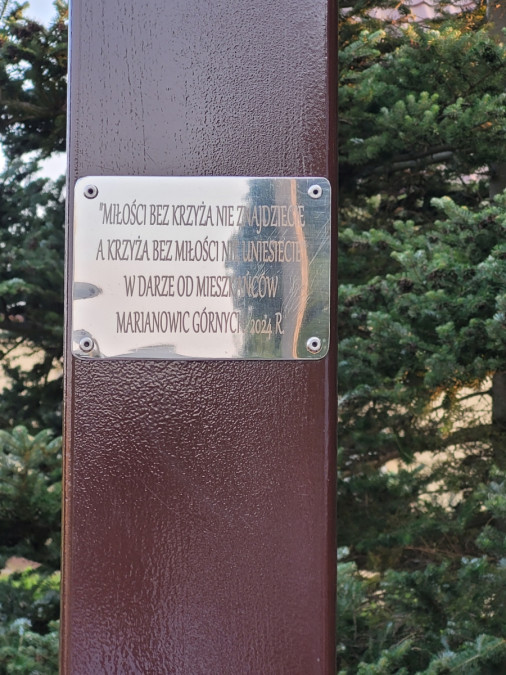 "MIŁOŚCI BEZ KRZYŻA NIE ZNAJDZIECIE
A KRZYŻA BEZ MIŁOŚCI NIE UNIESIECIE
W DARZE OD MIESZKAŃCÓW
MARIANOWIC GÓRNYCH 2024 R.